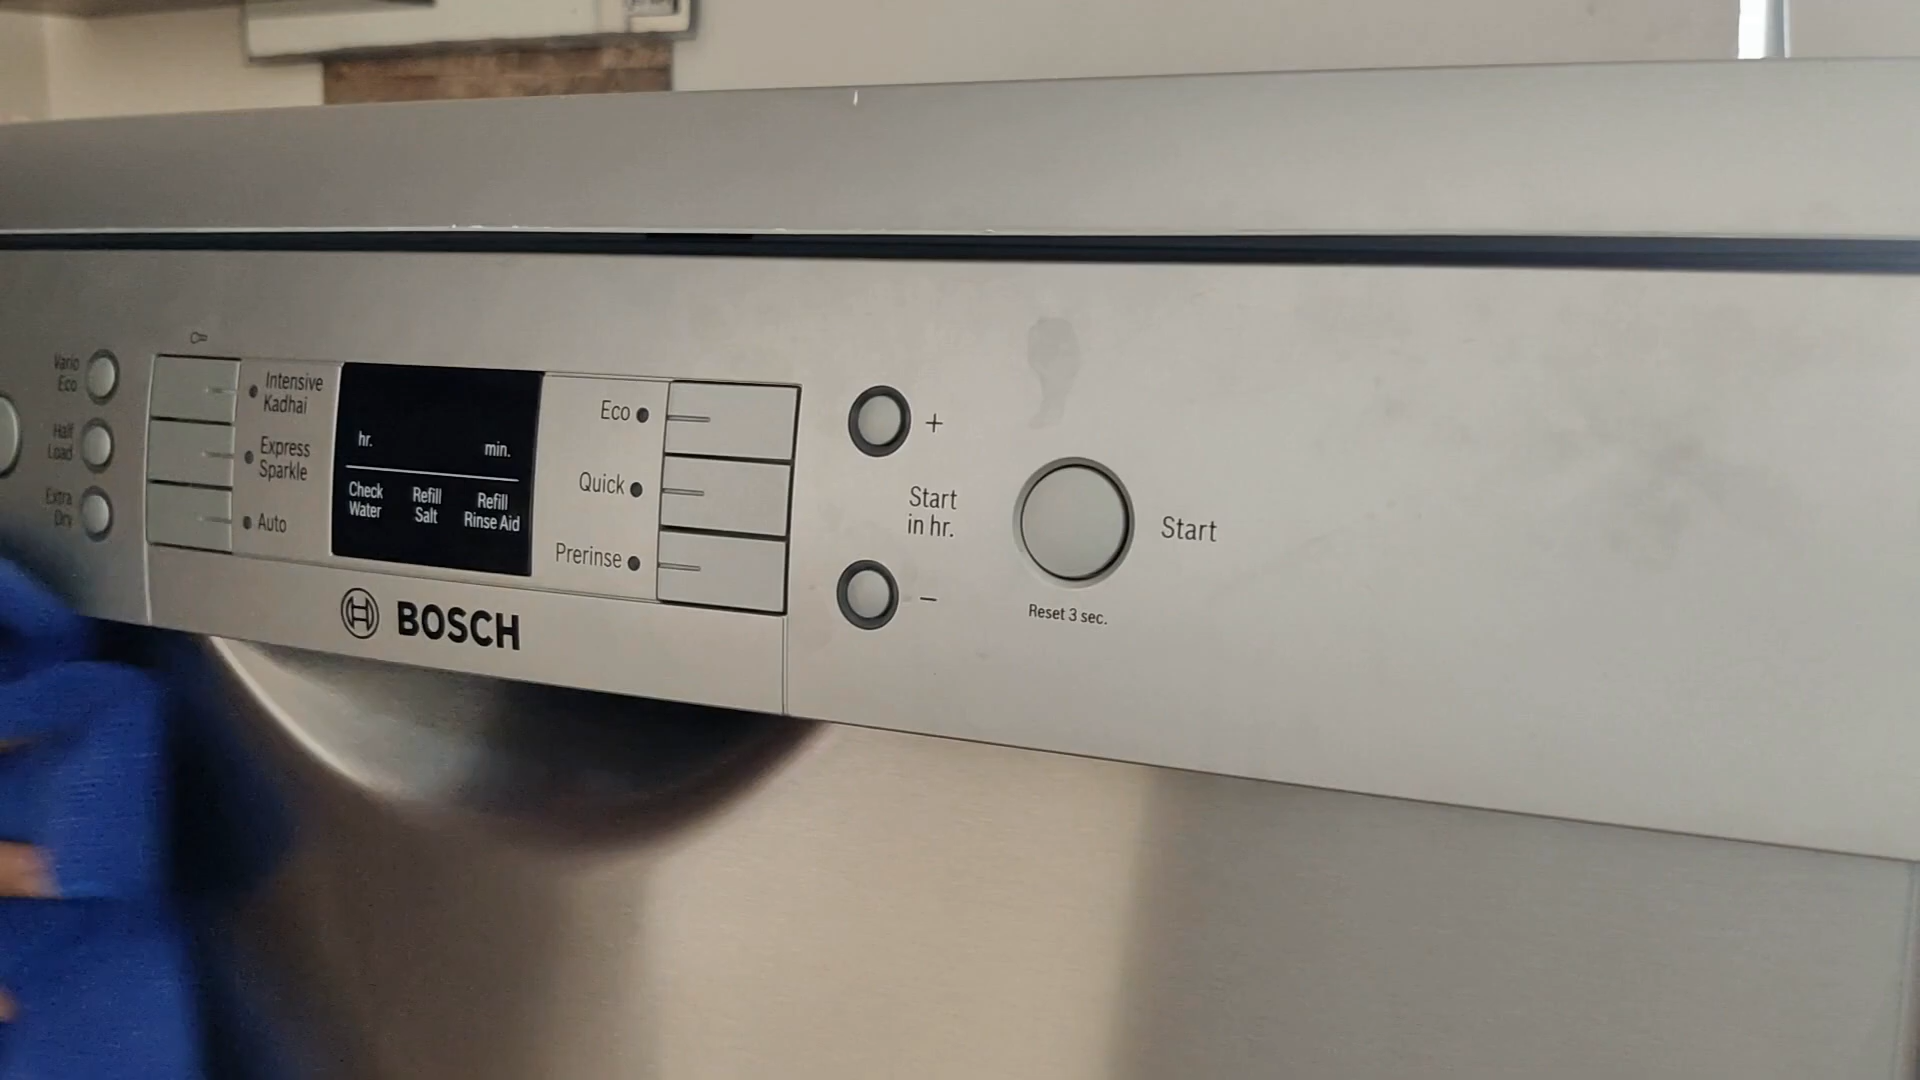 Vario
Eco
Half
Load
Extra
Dry
Intensive
Kadhai
Express
Sparkle
Auto
hr. min.
Check
Water
Refill
Salt
Refill
Rinse Aid
Eco
Quick
Prerinse
BOSCH
+
Start
in hr.
−
Start
Reset 3 sec.